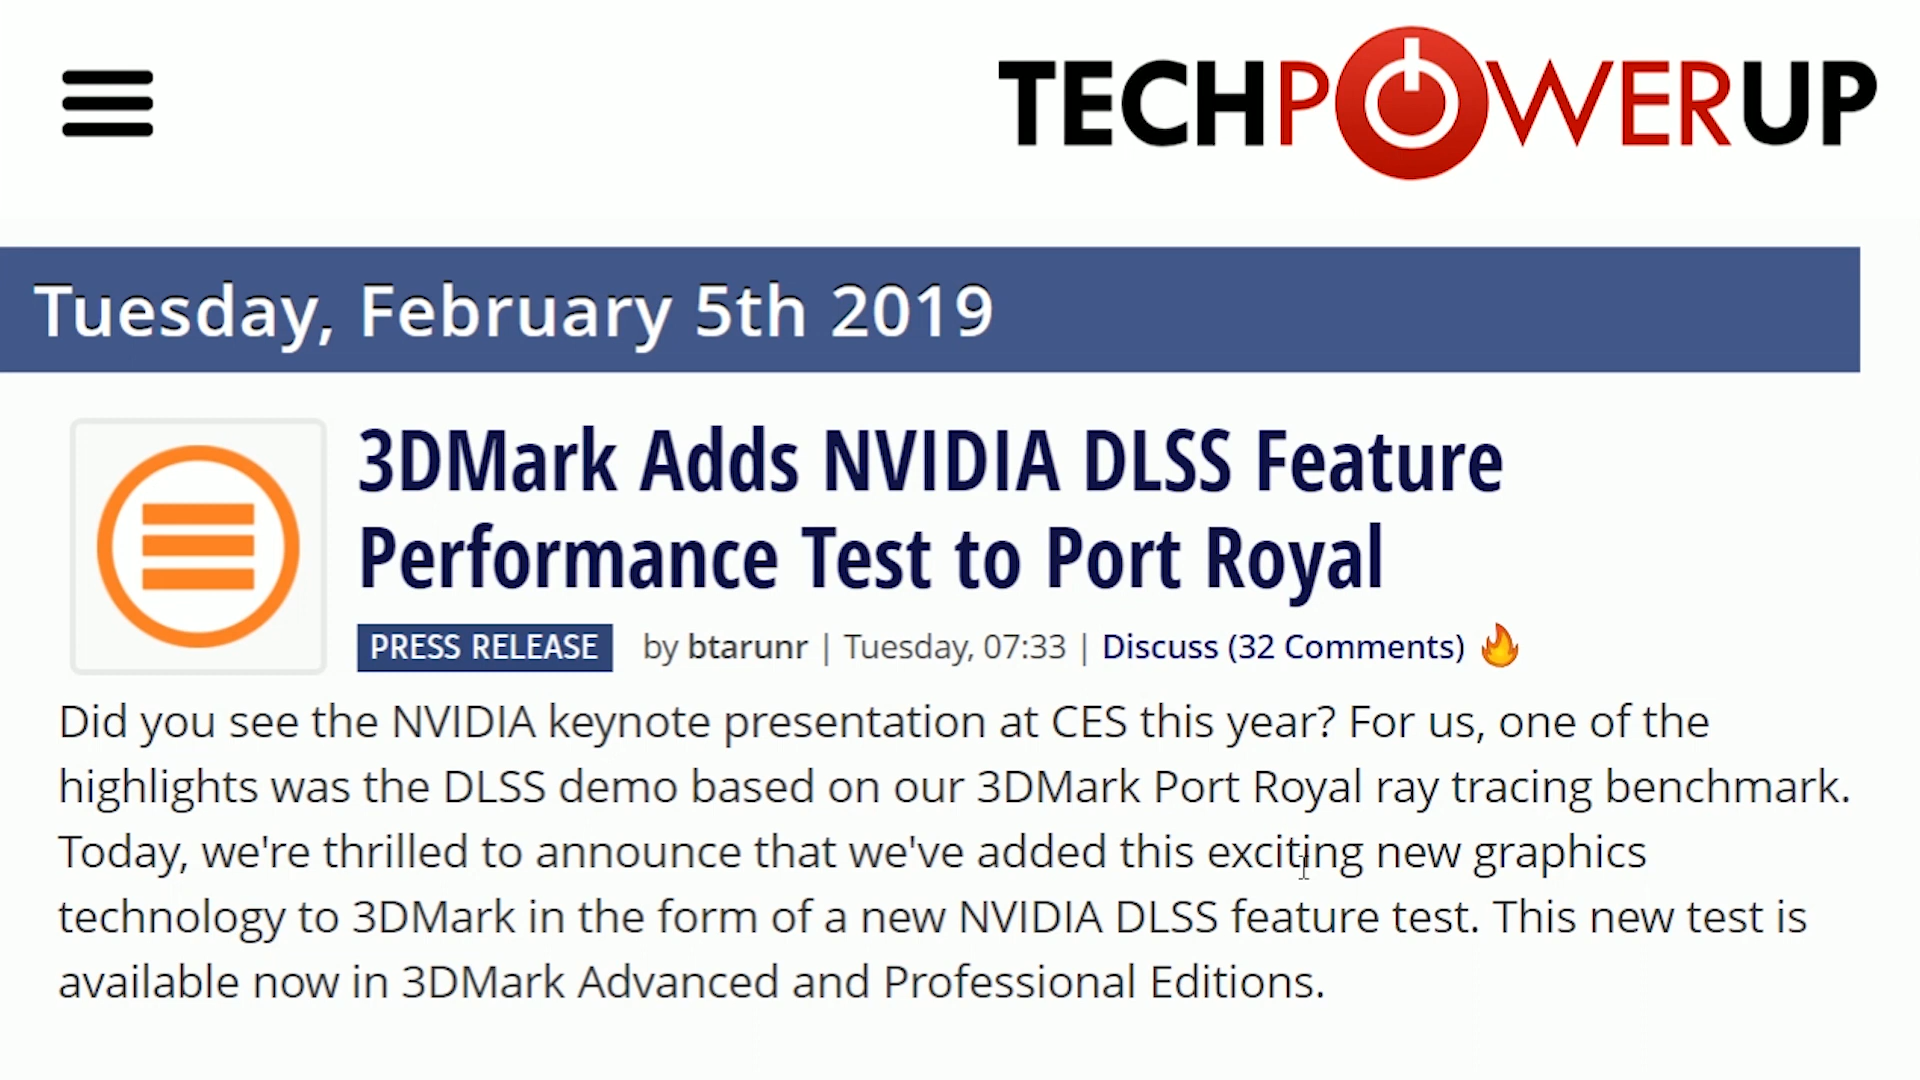 TECHPOWERUP
Tuesday, February 5th 2019
3DMark Adds NVIDIA DLSS Feature
Performance Test to Port Royal
PRESS RELEASE by btarunr | Tuesday, 07:33 | Discuss (32 Comments)
Did you see the NVIDIA keynote presentation at CES this year? For us, one of the
highlights was the DLSS demo based on our 3DMark Port Royal ray tracing benchmark.
Today, we're thrilled to announce that we've added this exciting new graphics
technology to 3DMark in the form of a new NVIDIA DLSS feature test. This new test is
available now in 3DMark Advanced and Professional Editions.